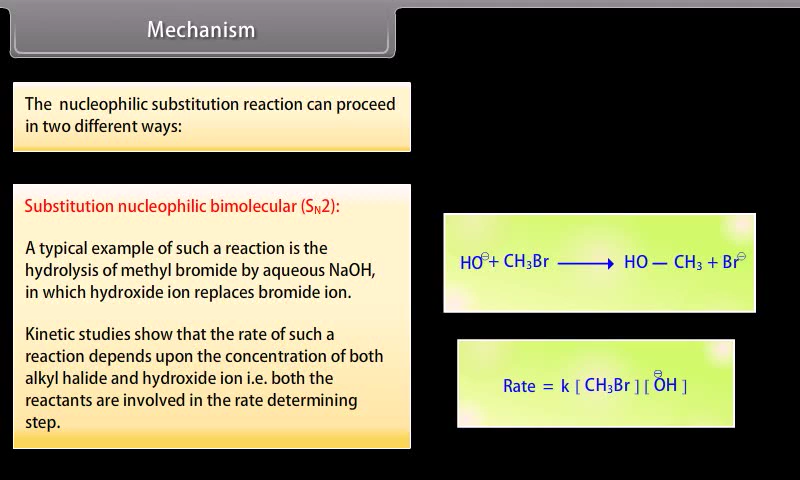 Mechanism
The nucleophilic substitution reaction can proceed
in two different ways:
Substitution nucleophilic bimolecular (SN2):
A typical example of such a reaction is the
hydrolysis of methyl bromide by aqueous NaOH,
in which hydroxide ion replaces bromide ion.
Kinetic studies show that the rate of such a
reaction depends upon the concentration of both
alkyl halide and hydroxide ion i.e. both the
reactants are involved in the rate determining
step.
HO⊖ + CH₃Br ⟶ HO — CH₃ + Br⊖
Rate = k [ CH₃Br ] [ ⊖OH ]